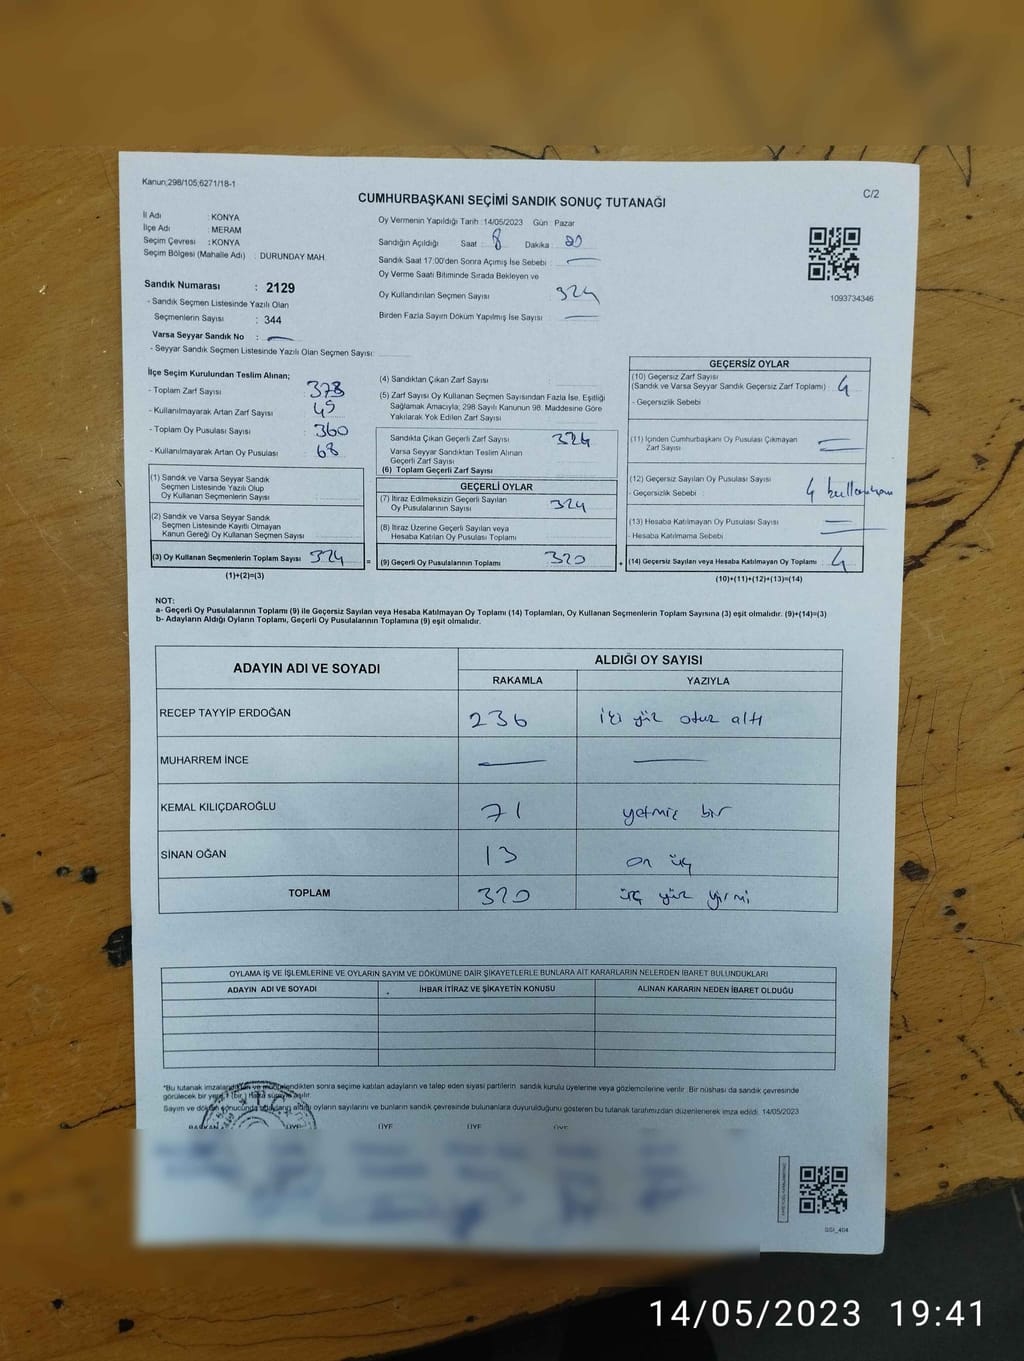 Kanun;298/105;6271/18-1
C/2
CUMHURBAŞKANI SEÇİMİ SANDIK SONUÇ TUTANAĞI
İl Adı : KONYA
İlçe Adı : MERAM
Seçim Çevresi : KONYA
Seçim Bölgesi (Mahalle Adı) : DURUNDAY MAH.
Sandık Numarası : 2129
- Sandık Seçmen Listesinde Yazılı Olan
Seçmenlerin Sayısı : 344
Varsa Seyyar Sandık No :
- Seyyar Sandık Seçmen Listesinde Yazılı Olan Seçmen Sayısı:
Oy Vermenin Yapıldığı Tarih :14/05/2023 Gün Pazar
Sandığın Açıldığı Saat : 8 Dakika :
Sandık Saat 17:00'den Sonra Açımış İse Sebebi :
Oy Verme Saati Bitiminde Sırada Bekleyen ve
Oy Kullandırılan Seçmen Sayısı : 324
Birden Fazla Sayım Döküm Yapılmış İse Sayısı :
1093734346
İlçe Seçim Kurulundan Teslim Alınan;
- Toplam Zarf Sayısı : 378
- Kullanılmayarak Artan Zarf Sayısı : 45
- Toplam Oy Pusulası Sayısı : 360
- Kullanılmayarak Artan Oy Pusulası : 68
(1) Sandık ve Varsa Seyyar Sandık
Seçmen Listesinde Yazılı Olup
Oy Kullanan Seçmenlerin Sayısı
(2) Sandık ve Varsa Seyyar Sandık
Seçmen Listesinde Kayıtlı Olmayan
Kanun Gereği Oy Kullanan Seçmen Sayısı
(3) Oy Kullanan Seçmenlerin Toplam Sayısı 324
(1)+(2)=(3)
(4) Sandıktan Çıkan Zarf Sayısı
(5) Zarf Sayısı Oy Kullanan Seçmen Sayısından Fazla İse, Eşitliği
Sağlamak Amacıyla; 298 Sayılı Kanunun 98. Maddesine Göre
Yakılarak Yok Edilen Zarf Sayısı
Sandıkta Çıkan Geçerli Zarf Sayısı 324
Varsa Seyyar Sandıktan Teslim Alınan
Geçerli Zarf Sayısı
(6) Toplam Geçerli Zarf Sayısı
GEÇERLİ OYLAR
(7) İtiraz Edilmeksizin Geçerli Sayılan
Oy Pusulalarının Sayısı 324
(8) İtiraz Üzerine Geçerli Sayılan veya
Hesaba Katılan Oy Pusulası Toplamı
= (9) Geçerli Oy Pusulalarının Toplamı 320
GEÇERSİZ OYLAR
(10) Geçersiz Zarf Sayısı
(Sandık ve Varsa Seyyar Sandık Geçersiz Zarf Toplamı) 4
- Geçersizlik Sebebi
(11) İçinden Cumhurbaşkanı Oy Pusulası Çıkmayan
Zarf Sayısı
(12) Geçersiz Sayılan Oy Pusulası Sayısı
- Geçersizlik Sebebi 4
(13) Hesaba Katılmayan Oy Pusulası Sayısı
- Hesaba Katılmama Sebebi
+ (14) Geçersiz Sayılan veya Hesaba Katılmayan Oy Toplamı 4
(10)+(11)+(12)+(13)=(14)
NOT:
a- Geçerli Oy Pusulalarının Toplamı (9) ile Geçersiz Sayılan veya Hesaba Katılmayan Oy Toplamı (14) Toplamları, Oy Kullanan Seçmenlerin Toplam Sayısına (3) eşit olmalıdır. (9)+(14)=(3)
b- Adayların Aldığı Oyların Toplamı, Geçerli Oy Pusulalarının Toplamına (9) eşit olmalıdır.
ADAYIN ADI VE SOYADI
ALDIĞI OY SAYISI
RAKAMLA YAZIYLA
RECEP TAYYİP ERDOĞAN 236 iki yüz otuz altı
MUHARREM İNCE
KEMAL KILIÇDAROĞLU 71 yetmiş bir
SİNAN OĞAN 13 on üç
TOPLAM 320 üç yüz yirmi
OYLAMA İŞ VE İŞLEMLERİNE VE OYLARIN SAYIM VE DÖKÜMÜNE DAİR ŞİKAYETLERLE BUNLARA AİT KARARLARIN NELERDEN İBARET BULUNDUKLARI
ADAYIN ADI VE SOYADI İHBAR İTİRAZ VE ŞİKAYETİN KONUSU ALINAN KARARIN NEDEN İBARET OLDUĞU
*Bu tutanak sonra seçime katılan adayların ve talep eden siyasi partilerin sandık kurulu üyelerine veya gözlemcilerine verilir. Bir nüshası da sandık çevresinde
görülecek bir yere asılır.
Sayım ve oyların sayılarını ve bunların sandık çevresinde bulunanlara duyurulduğunu gösteren bu tutanak tarafımızdan düzenlenerek imza edildi. 14/05/2023
ÜYE ÜYE ÜYE
SSI_404
14/05/2023 19:41